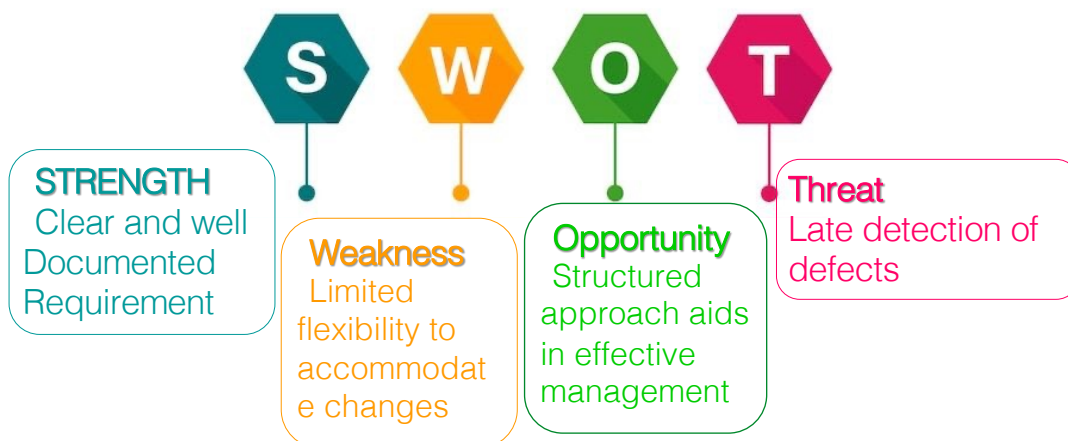 S W O T
STRENGTH
Clear and well
Documented
Requirement
Weakness
Limited
flexibility to
accommodat
e changes
Opportunity
Structured
approach aids
in effective
management
Threat
Late detection of
defects